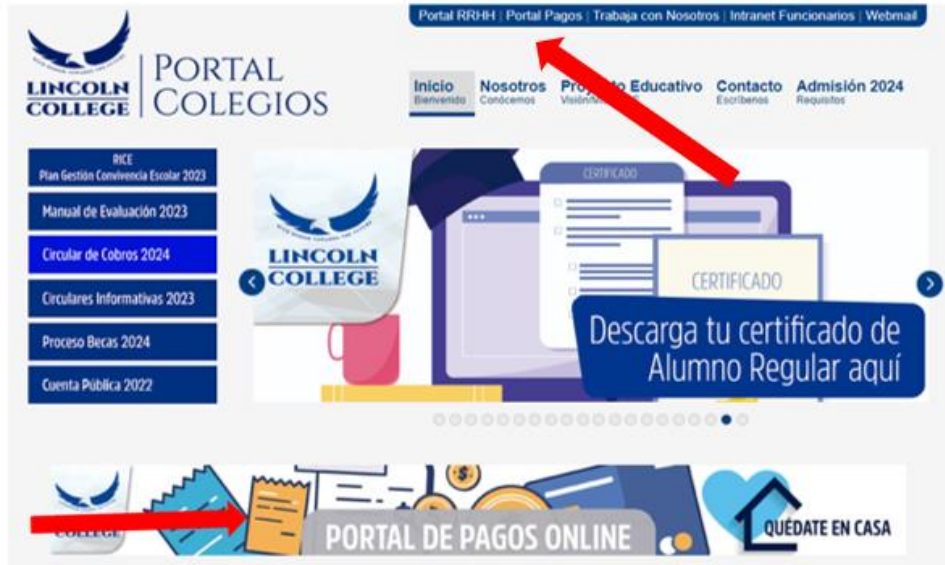 Portal RRHH | Portal Pagos | Trabaja con Nosotros | Intranet Funcionarios | Webmail
LINCOLN
COLLEGE
PORTAL
COLEGIOS
Inicio
Bienvenido
Nosotros
Conócemos
Educativo
Contacto
Escríbenos
Admisión 2024
Requisitos
RICE
Plan Gestión Convivencia Escolar 2023
Manual de Evaluación 2023
Circular de Cobros 2024
Circulares Informativas 2023
Proceso Becas 2024
Cuenta Pública 2022
LINCOLN
COLLEGE
CERTIFICADO
CERTIFICADO
Descarga tu certificado de
Alumno Regular aquí
PORTAL DE PAGOS ONLINE
QUÉDATE EN CASA